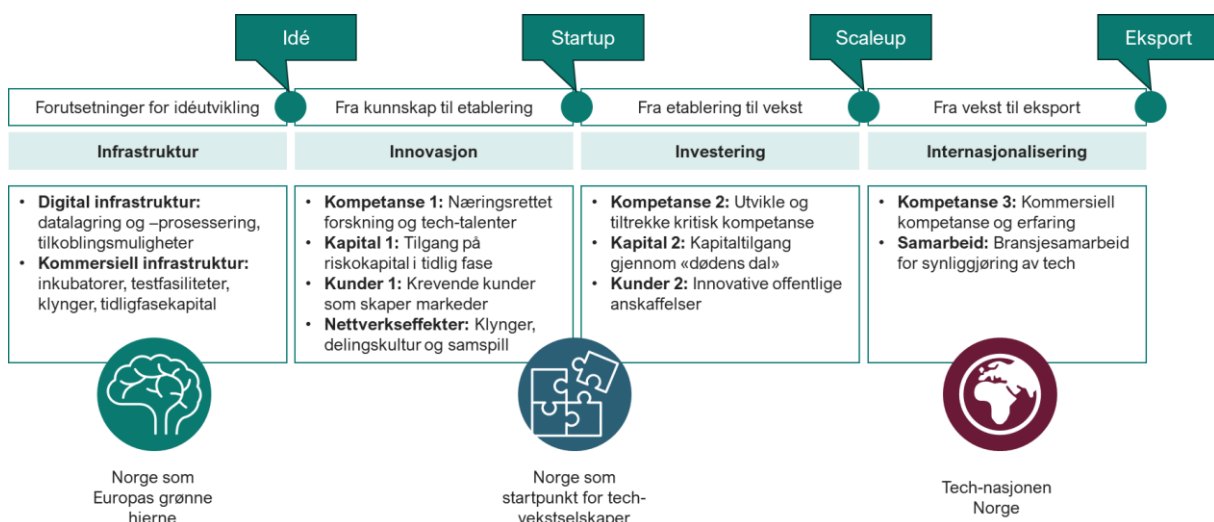 Idé
Startup
Scaleup
Eksport
Forutsetninger for idéutvikling
Fra kunnskap til etablering
Fra etablering til vekst
Fra vekst til eksport
Infrastruktur
Innovasjon
Investering
Internasjonalisering
• Digital infrastruktur:
datalagring og –prosessering,
tilkoblingsmuligheter
• Kommersiell infrastruktur:
inkubatorer, testfasiliteter,
klynger, tidligfasekapital
• Kompetanse 1: Næringsrettet
forskning og tech-talenter
• Kapital 1: Tilgang på
risikokapital i tidlig fase
• Kunder 1: Krevende kunder
som skaper markeder
• Nettverkseffekter: Klynger,
delingskultur og samspill
• Kompetanse 2: Utvikle og
tiltrekke kritisk kompetanse
• Kapital 2: Kapitaltilgang
gjennom «dødens dal»
• Kunder 2: Innovative offentlige
anskaffelser
• Kompetanse 3: Kommersiell
kompetanse og erfaring
• Samarbeid: Bransjesamarbeid
for synliggjøring av tech
Norge som
Europas grønne
hjerne
Norge som
startpunkt for tech-
vekstselskaper
Tech-nasjonen
Norge